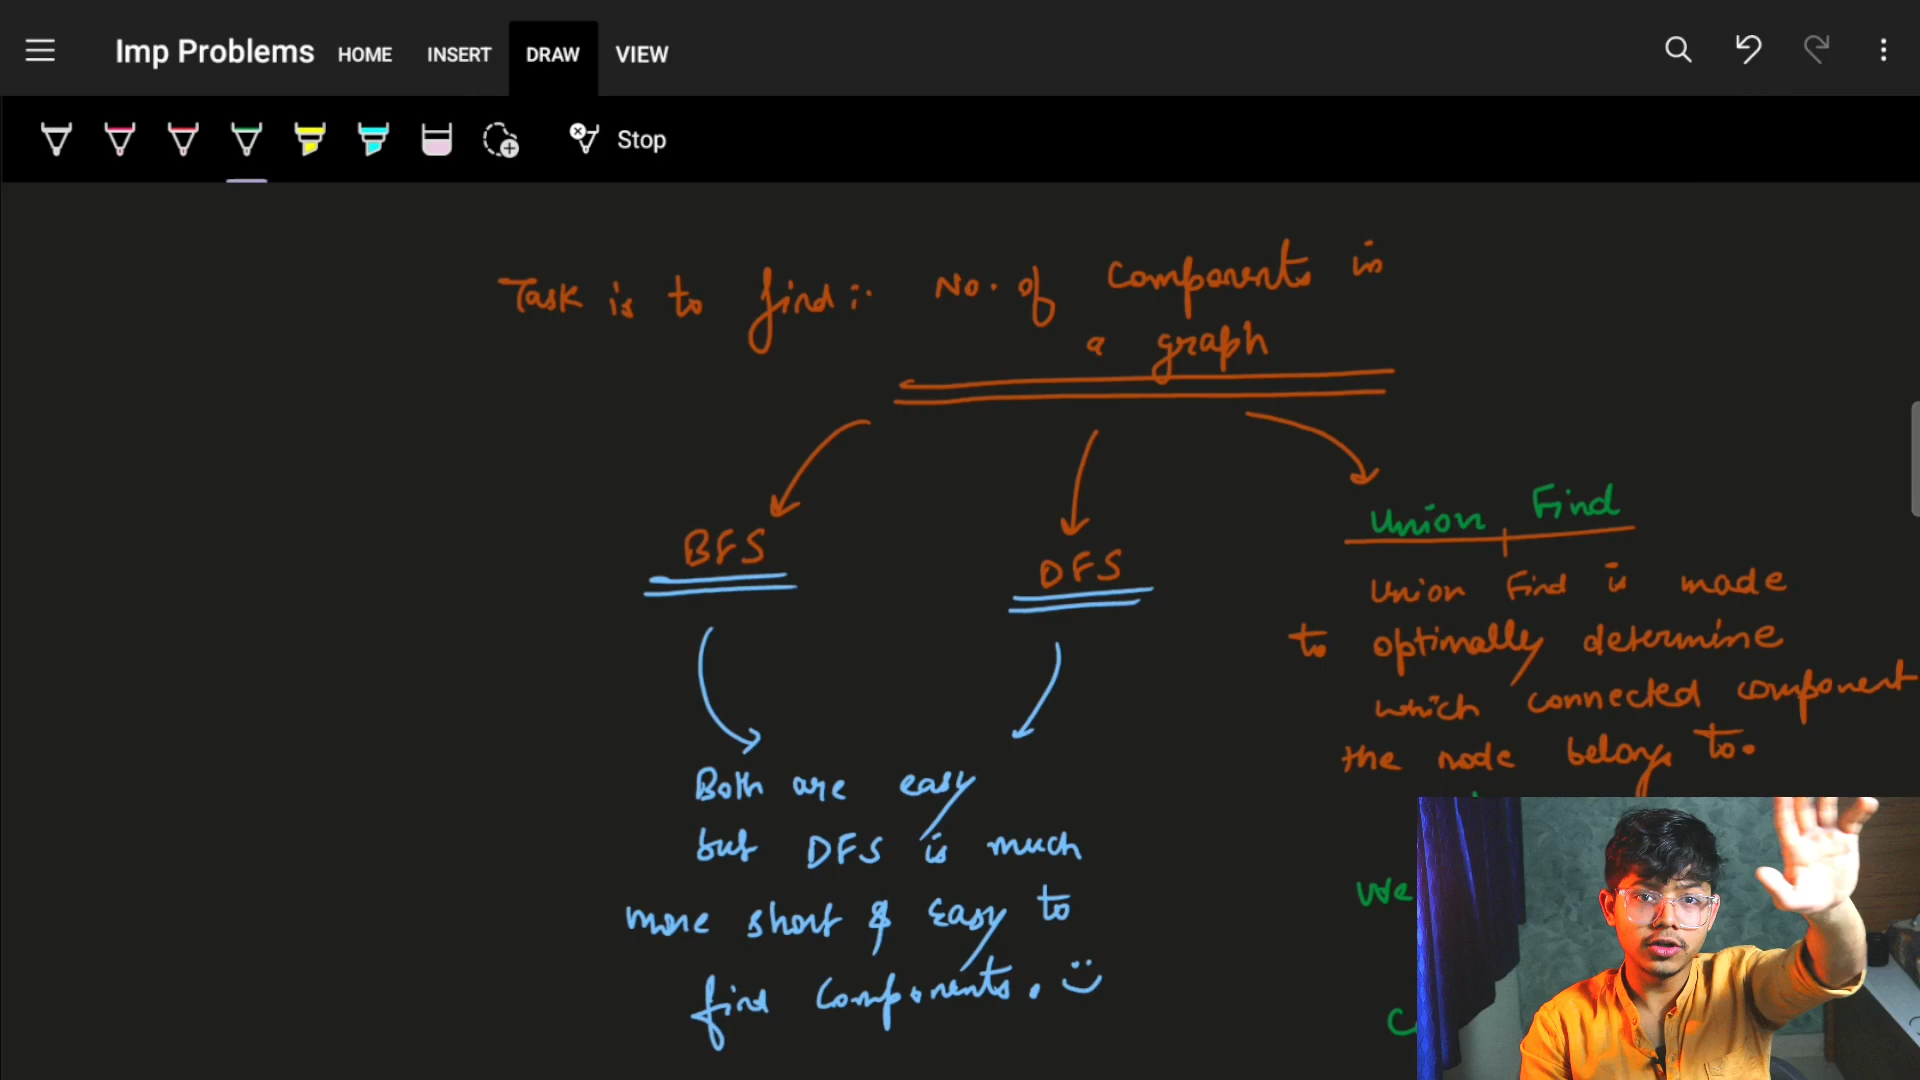 Imp Problems HOME INSERT DRAW VIEW
Stop
Task is to find :- No. of Components in
a graph
BFS
DFS
Union Find
Both are easy
but DFS is much
more short & easy to
find components. :)
Union Find is made
to optimally determine
which connected component
the node belongs to.
we
C